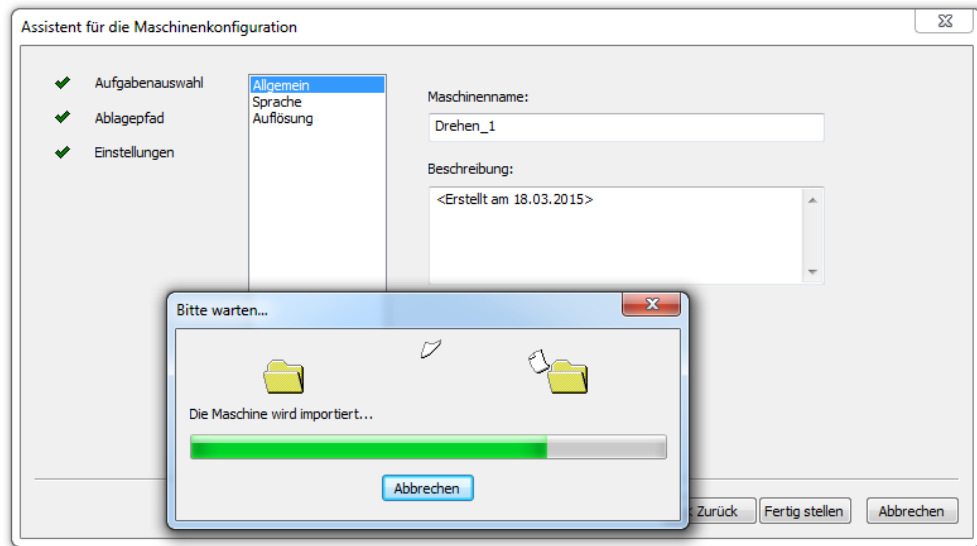 Assistent für die Maschinenkonfiguration
Aufgabenauswahl
Ablagepfad
Einstellungen
Allgemein
Sprache
Auflösung
Maschinenname:
Drehen_1
Beschreibung:
<Erstellt am 18.03.2015>
Bitte warten...
Die Maschine wird importiert...
Abbrechen
Zurück
Fertig stellen
Abbrechen